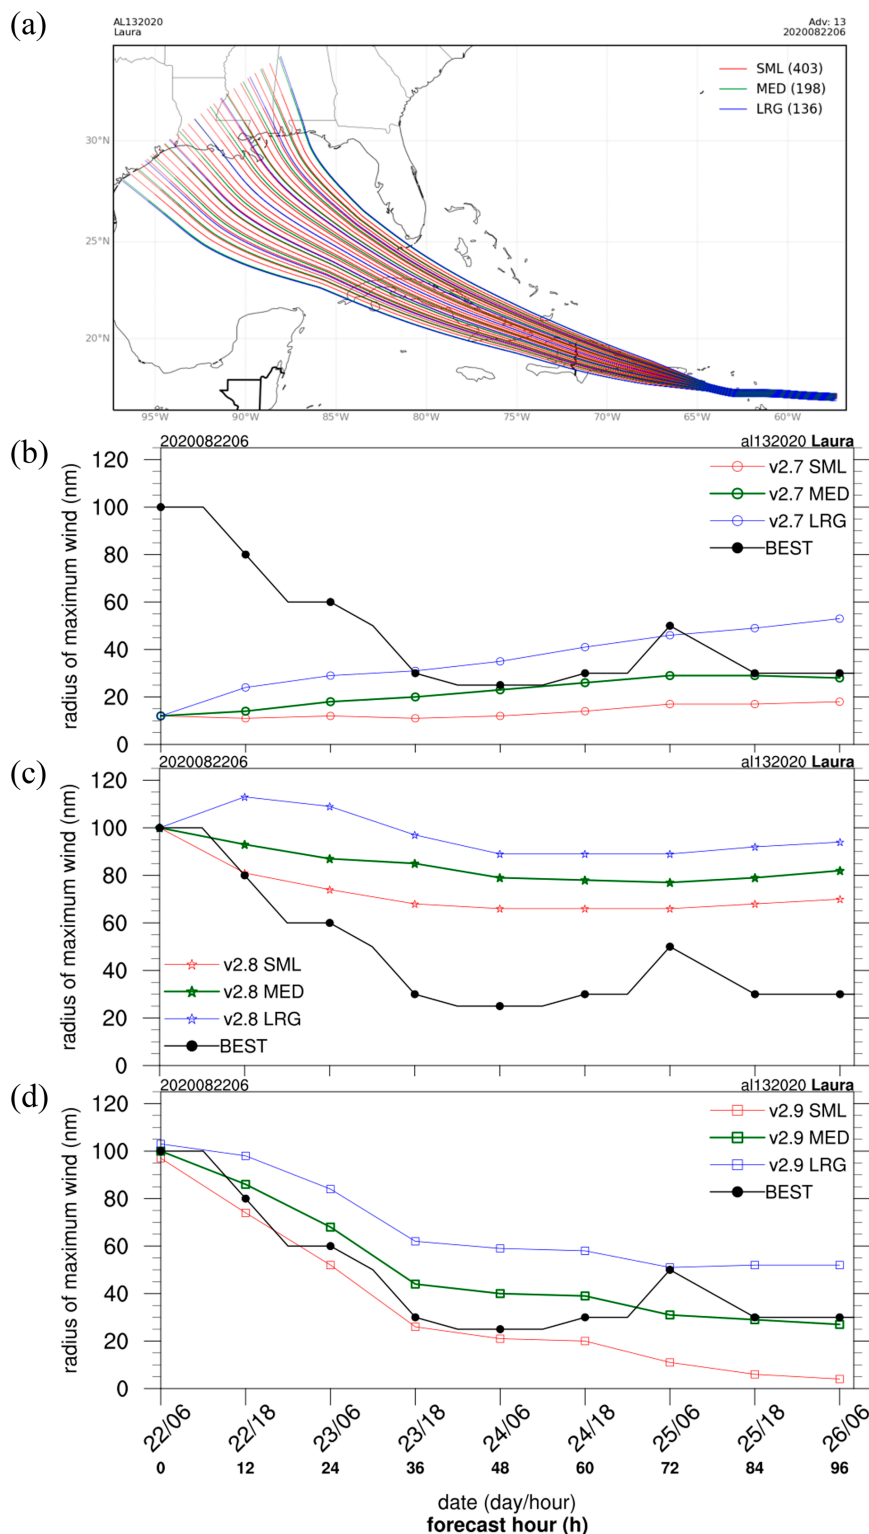 (a)
AL132020
Laura
Adv: 13
2020082206
SML (403)
MED (198)
LRG (136)
30°N
25°N
20°N
95°W 90°W 85°W 80°W 75°W 70°W 65°W 60°W
(b)
2020082206 al132020 Laura
radius of maximum wind (nm)
120
100
80
60
40
20
0
v2.7 SML
v2.7 MED
v2.7 LRG
BEST
(c)
2020082206 al132020 Laura
radius of maximum wind (nm)
120
100
80
60
40
20
0
v2.8 SML
v2.8 MED
v2.8 LRG
BEST
(d)
2020082206 al132020 Laura
radius of maximum wind (nm)
120
100
80
60
40
20
0
v2.9 SML
v2.9 MED
v2.9 LRG
BEST
22/06 22/18 23/06 23/18 24/06 24/18 25/06 25/18 26/06
0 12 24 36 48 60 72 84 96
date (day/hour)
forecast hour (h)